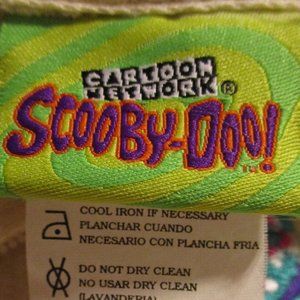 CARTOON
NETWORK®
SCOOBY-DOO!
TM ©
COOL IRON IF NECESSARY
PLANCHAR CUANDO
NECESARIO CON PLANCHA FRIA
DO NOT DRY CLEAN
NO USAR DRY CLEAN
(LAVANDERIA)